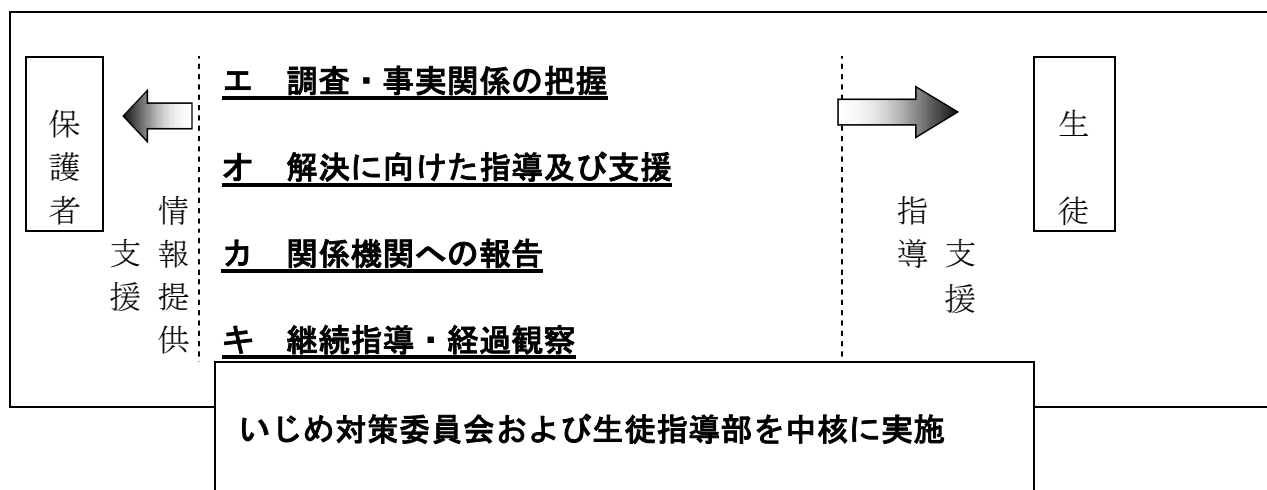 保護者
情報提供
支援
エ　調査・事実関係の把握
オ　解決に向けた指導及び支援
カ　関係機関への報告
キ　継続指導・経過観察
生徒
支援
指導
いじめ対策委員会および生徒指導部を中核に実施